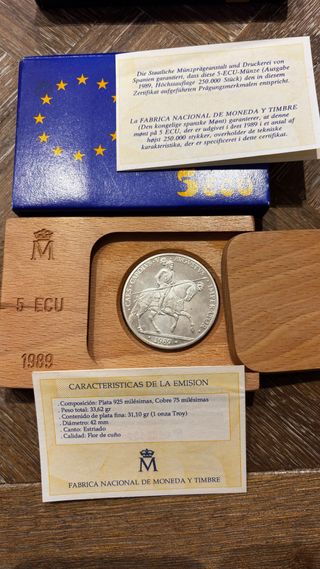 Die Staatliche Münzprägeanstalt und Druckerei von
Spanien garantiert, dass diese 5-ECU-Münze (Ausgabe
1989, Höchstauflage 250.000 Stück) den in diesem
Zertifikat aufgeführten Prägungsmerkmalen entspricht.
La FABRICA NACIONAL DE MONEDA Y TIMBRE
(Den kongelige spanske Mønt) garanterer, at denne
mønt på 5 ECU, der er udgivet i året 1989 i et antal af
højst 250.000 stykker, overholder de tekniske
karakteristika, der er specificeret i dette certifikat.
5 ecus
M
5 ECU
1989
1989
CARACTERISTICAS DE LA EMISION
. Composición: Plata 925 milésimas, Cobre 75 milésimas
. Peso total: 33,62 gr
. Contenido de plata fina: 31,10 gr (1 onza Troy)
. Diámetro: 42 mm
. Canto: Estriado
. Calidad: Flor de cuño
M
FABRICA NACIONAL DE MONEDA Y TIMBRE